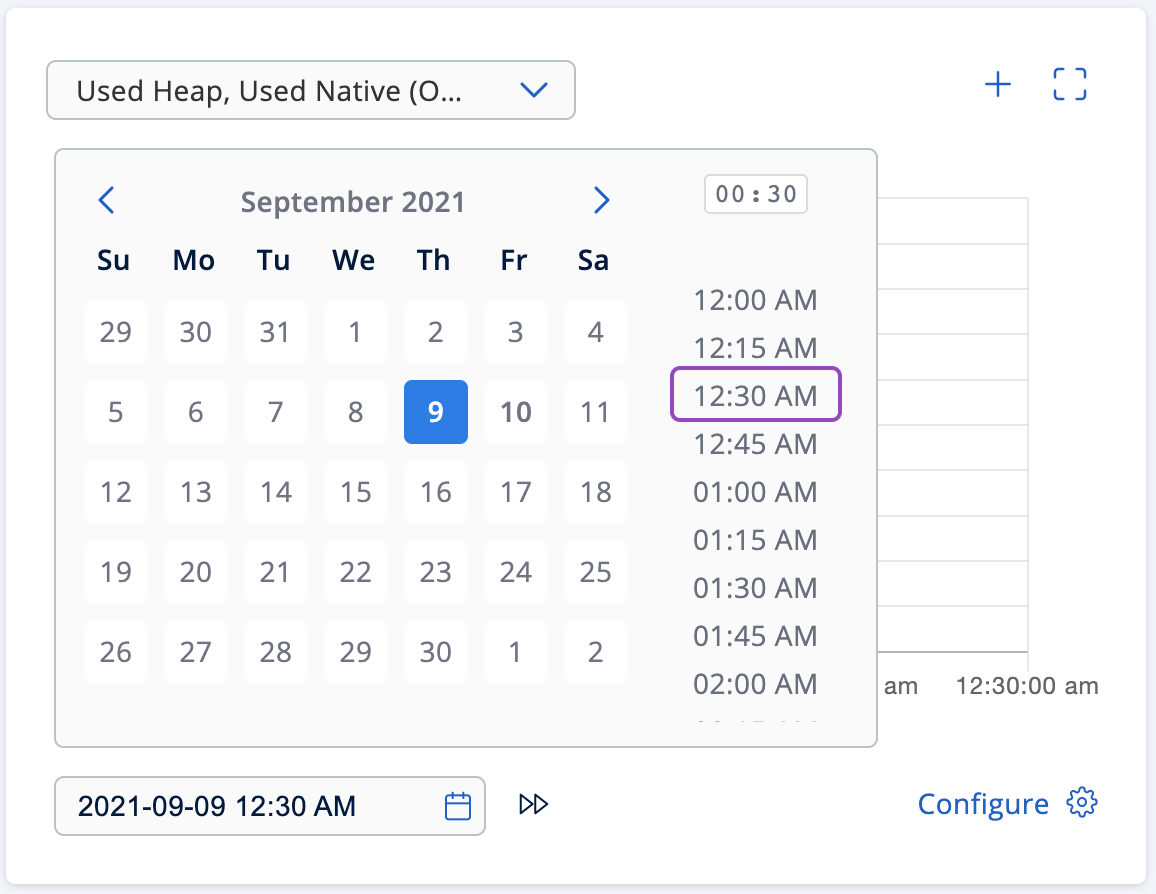 Used Heap, Used Native (O...
September 2021
00:30
Su Mo Tu We Th Fr Sa
29 30 31 1 2 3 4
5 6 7 8 9 10 11
12 13 14 15 16 17 18
19 20 21 22 23 24 25
26 27 28 29 30 1 2
12:00 AM
12:15 AM
12:30 AM
12:45 AM
01:00 AM
01:15 AM
01:30 AM
01:45 AM
02:00 AM
am 12:30:00 am
2021-09-09 12:30 AM
Configure